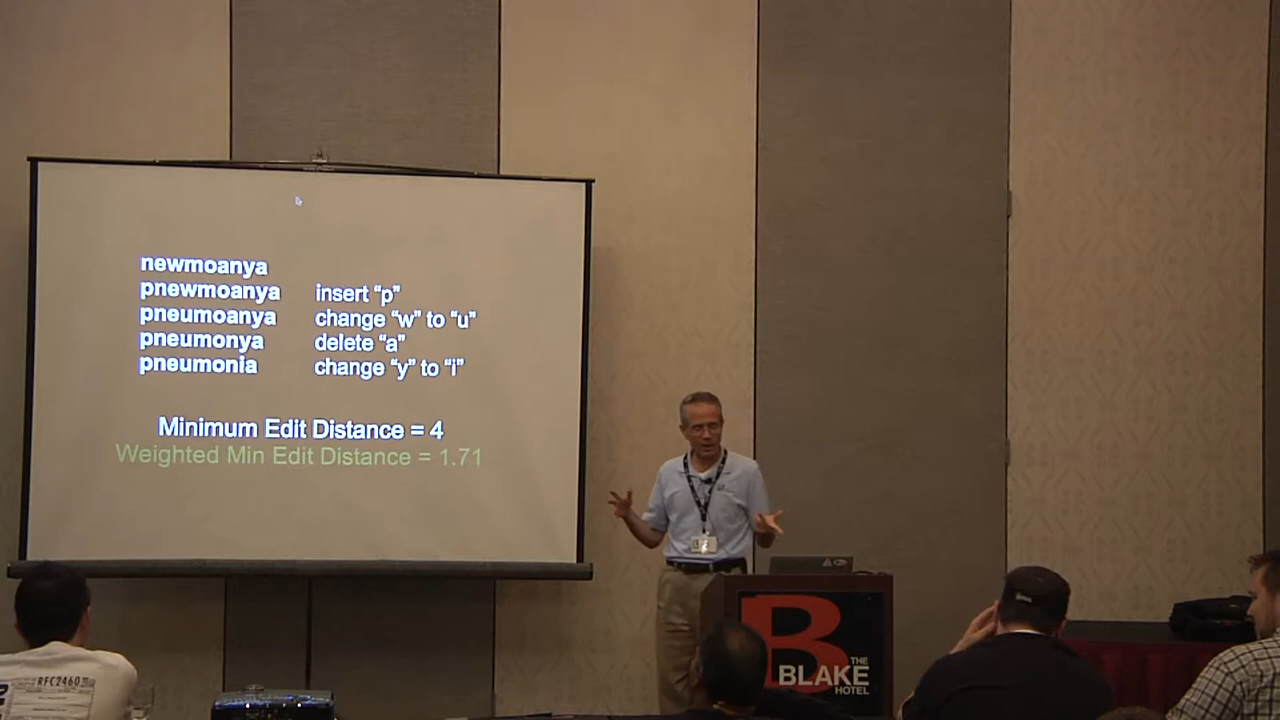 newmoanya
pnewmoanya insert “p”
pneumoanya change “w” to “u”
pneumonya delete “a”
pneumonia change “y” to “i”
Minimum Edit Distance = 4
Weighted Min Edit Distance = 1.71
B
THE
BLAKE
HOTEL
RFC2460